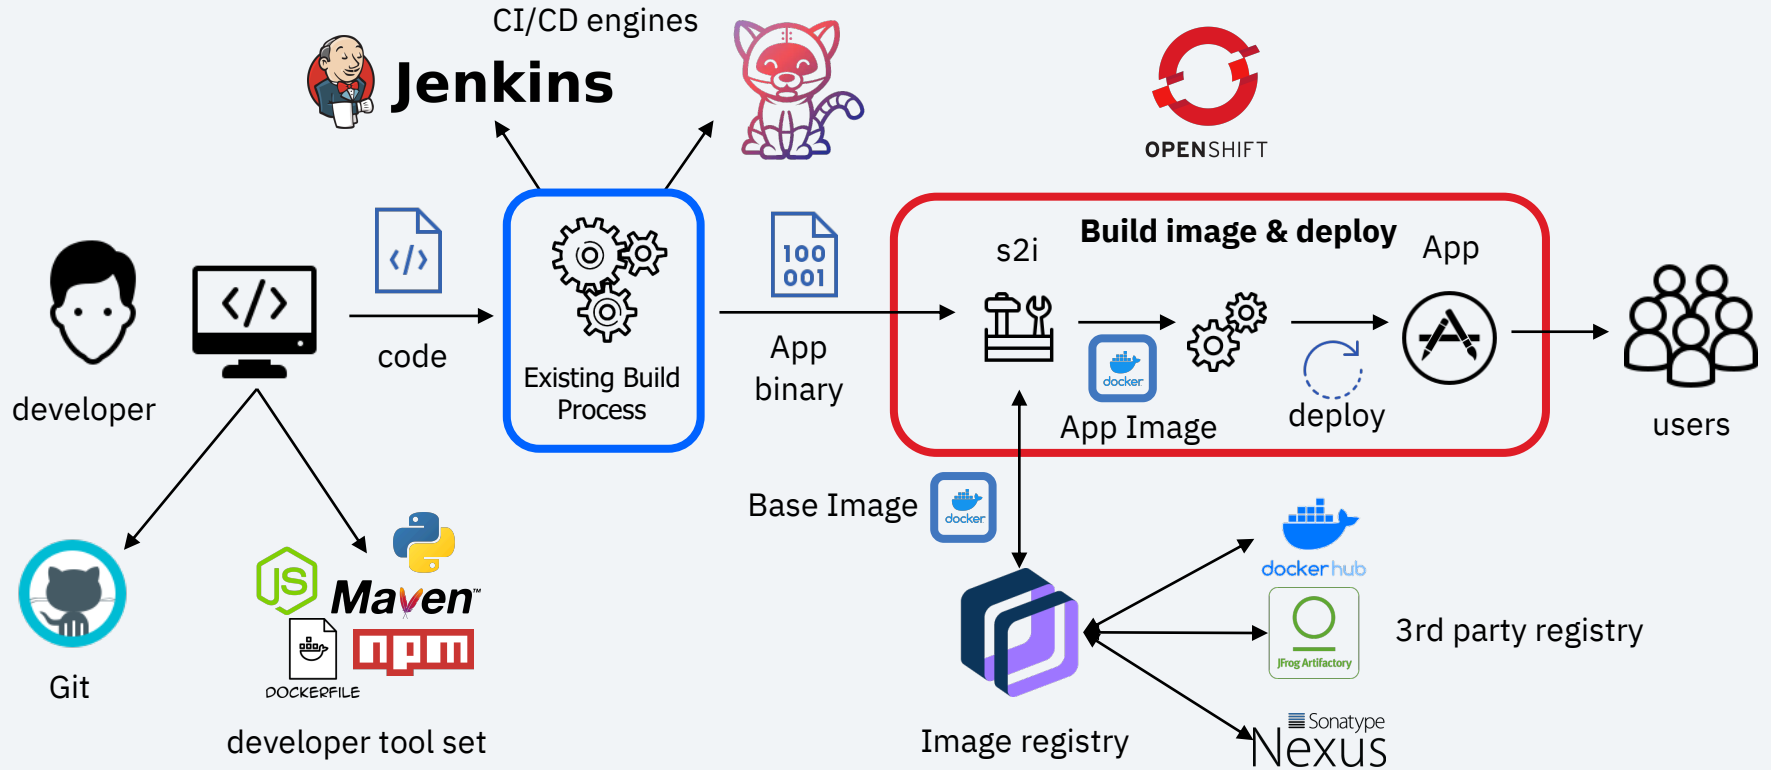 CI/CD engines
Jenkins
OPENSHIFT
Build image & deploy
s2i
App
</>
100
001
</>
code
Existing Build
Process
App
binary
docker
App Image
deploy
developer
users
Base Image
docker
JS
Maven™
npm
DOCKERFILE
Git
developer tool set
docker hub
JFrog Artifactory
3rd party registry
Image registry
Sonatype
Nexus